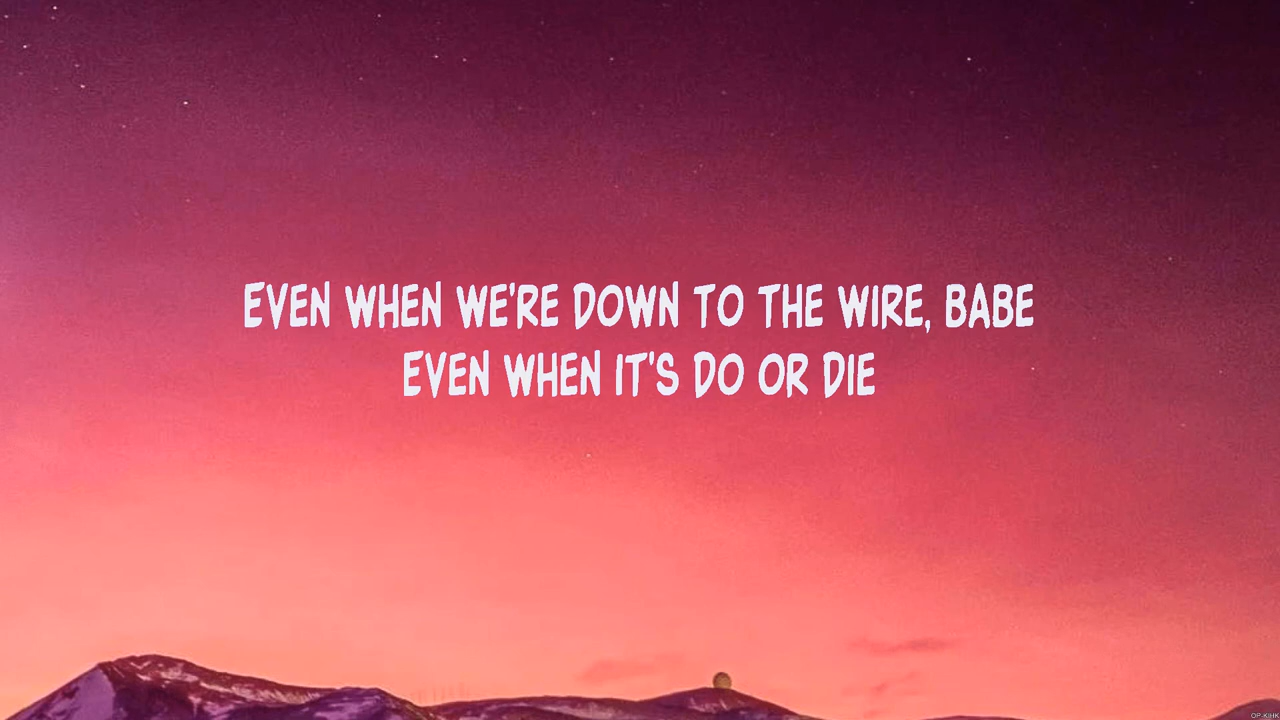 EVEN WHEN WE'RE DOWN TO THE WIRE, BABE
EVEN WHEN IT'S DO OR DIE